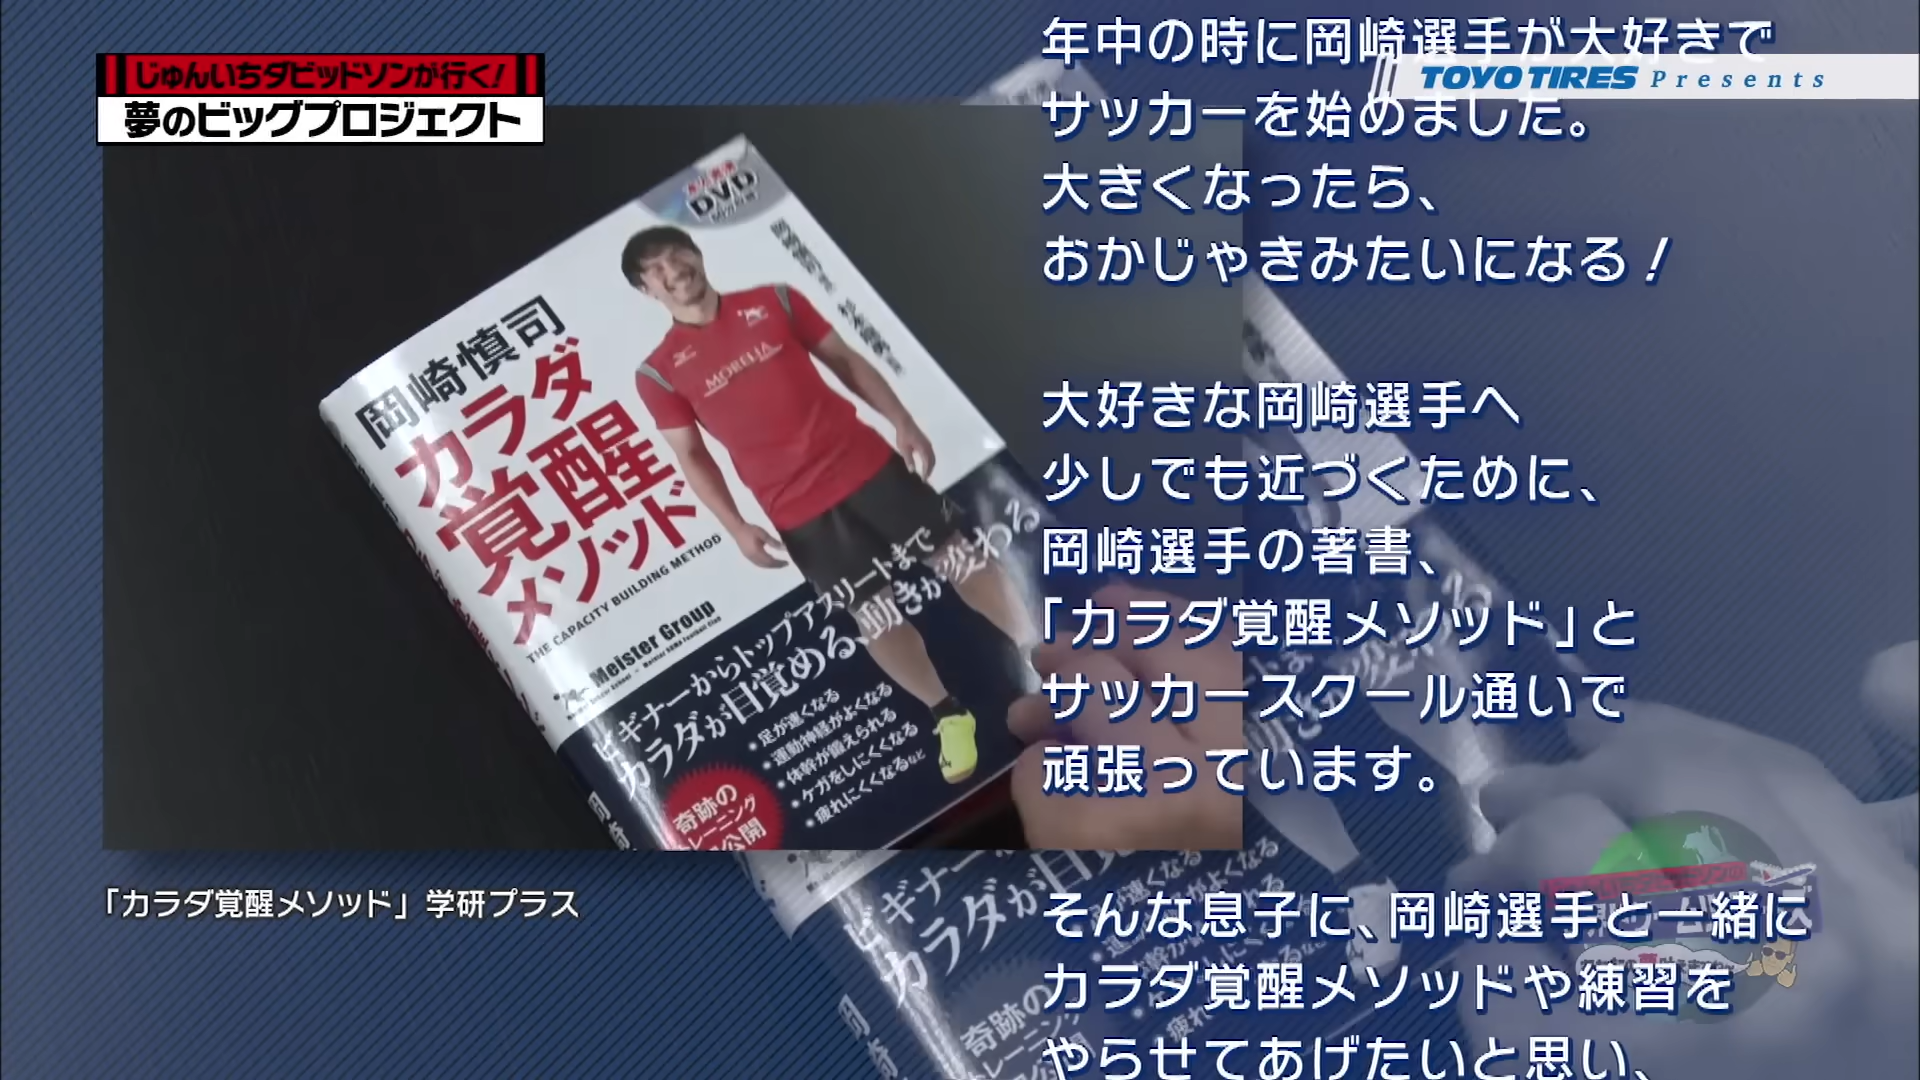 じゅんいちダビッドソンが行く!
夢のビッグプロジェクト
TOYO TIRES Presents
年中の時に岡崎選手が大好きで
サッカーを始めました。
大きくなったら、
おかじゃきみたいになる!
大好きな岡崎選手へ
少しでも近づくために、
岡崎選手の著書、
「カラダ覚醒メソッド」と
サッカースクール通いで
頑張っています。
そんな息子に、岡崎選手と一緒に
カラダ覚醒メソッドや練習を
やらせてあげたいと思い、
DVD
岡崎慎司
カラダ
覚醒
メソッド
THE CAPACITY BUILDING METHOD
Meister Group
MORELIA
ビギナーからトップアスリートまで
カラダが目覚める、動きが変わる
・足が速くなる
・運動神経がよくなる
・体幹が鍛えられる
・ケガをしにくくなる
・疲れにくくなるなど
奇跡の
トレーニング
公開
「カラダ覚醒メソッド」学研プラス